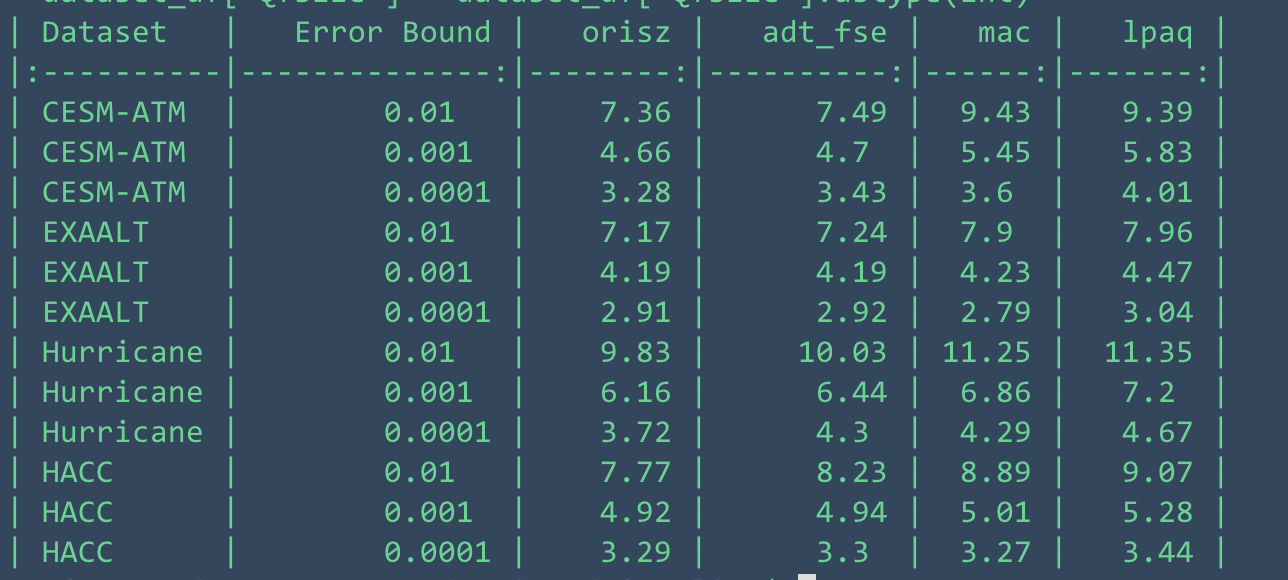 | Dataset   |   Error Bound |   orisz |   adt_fse |   mac |   lpaq |
|:----------|--------------:|--------:|----------:|------:|-------:|
| CESM-ATM  |        0.01   |    7.36 |      7.49 |  9.43 |   9.39 |
| CESM-ATM  |        0.001  |    4.66 |      4.7  |  5.45 |   5.83 |
| CESM-ATM  |        0.0001 |    3.28 |      3.43 |  3.6  |   4.01 |
| EXAALT    |        0.01   |    7.17 |      7.24 |  7.9  |   7.96 |
| EXAALT    |        0.001  |    4.19 |      4.19 |  4.23 |   4.47 |
| EXAALT    |        0.0001 |    2.91 |      2.92 |  2.79 |   3.04 |
| Hurricane |        0.01   |    9.83 |     10.03 | 11.25 |  11.35 |
| Hurricane |        0.001  |    6.16 |      6.44 |  6.86 |   7.2  |
| Hurricane |        0.0001 |    3.72 |      4.3  |  4.29 |   4.67 |
| HACC      |        0.01   |    7.77 |      8.23 |  8.89 |   9.07 |
| HACC      |        0.001  |    4.92 |      4.94 |  5.01 |   5.28 |
| HACC      |        0.0001 |    3.29 |      3.3  |  3.27 |   3.44 |